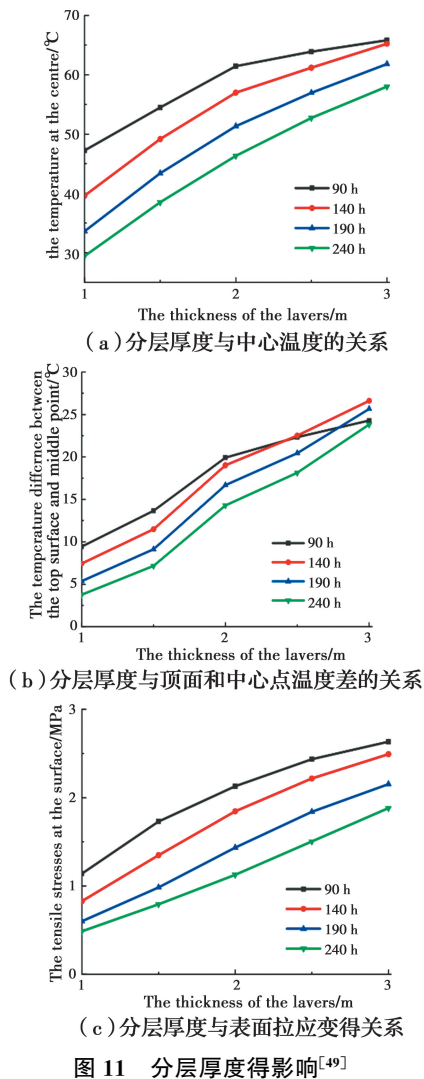 70
60
50
40
30
the temperature at the centre/℃
90 h
140 h
190 h
240 h
1 2 3
The thickness of the lavers/m
(a)分层厚度与中心温度的关系
30
25
20
15
10
5
0
The tempcrature diffcrnce bctwccn
the top surface and middle point/℃
90 h
140 h
190 h
240 h
1 2 3
The thickness of the lavers/m
(b)分层厚度与顶面和中心点温度差的关系
3
2
1
0
The tensile stresses at the surface/MPa
90 h
140 h
190 h
240 h
1 2 3
The thickness of the lavers/m
(c)分层厚度与表面拉应变得关系
图 11 分层厚度得影响[49]